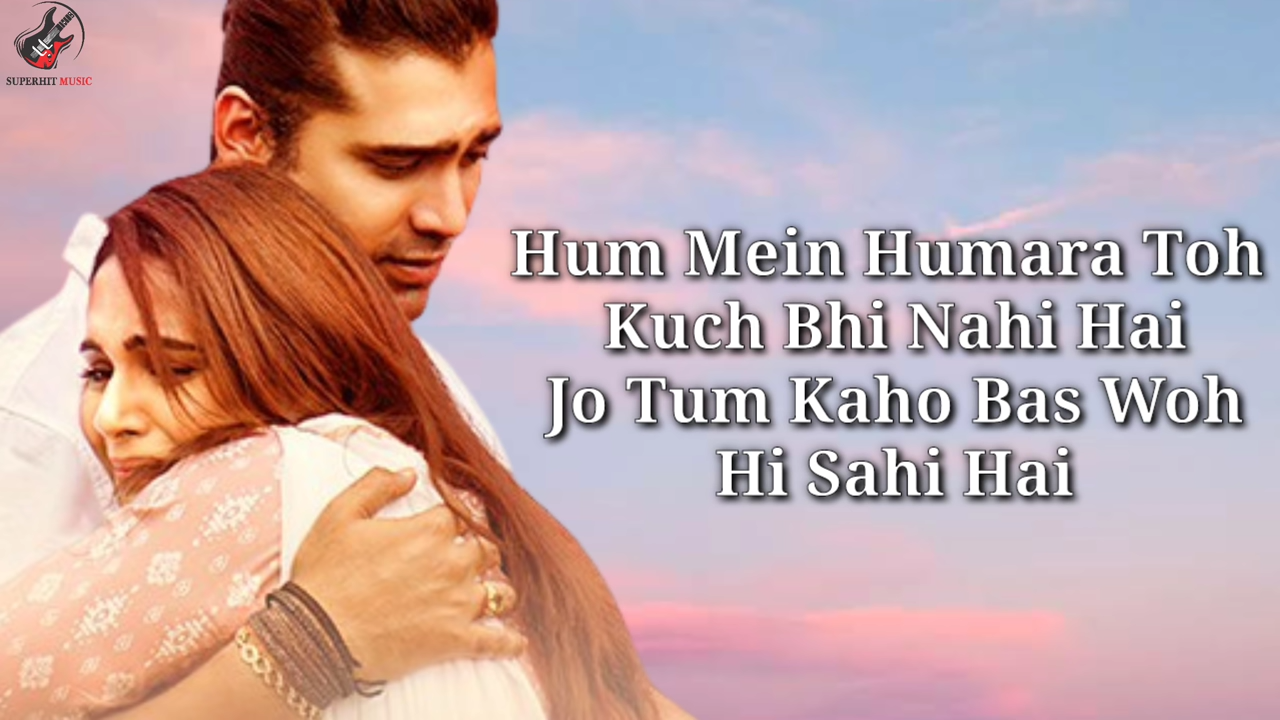 SUPERHIT MUSIC
Hum Mein Humara Toh
Kuch Bhi Nahi Hai
Jo Tum Kaho Bas Woh
Hi Sahi Hai